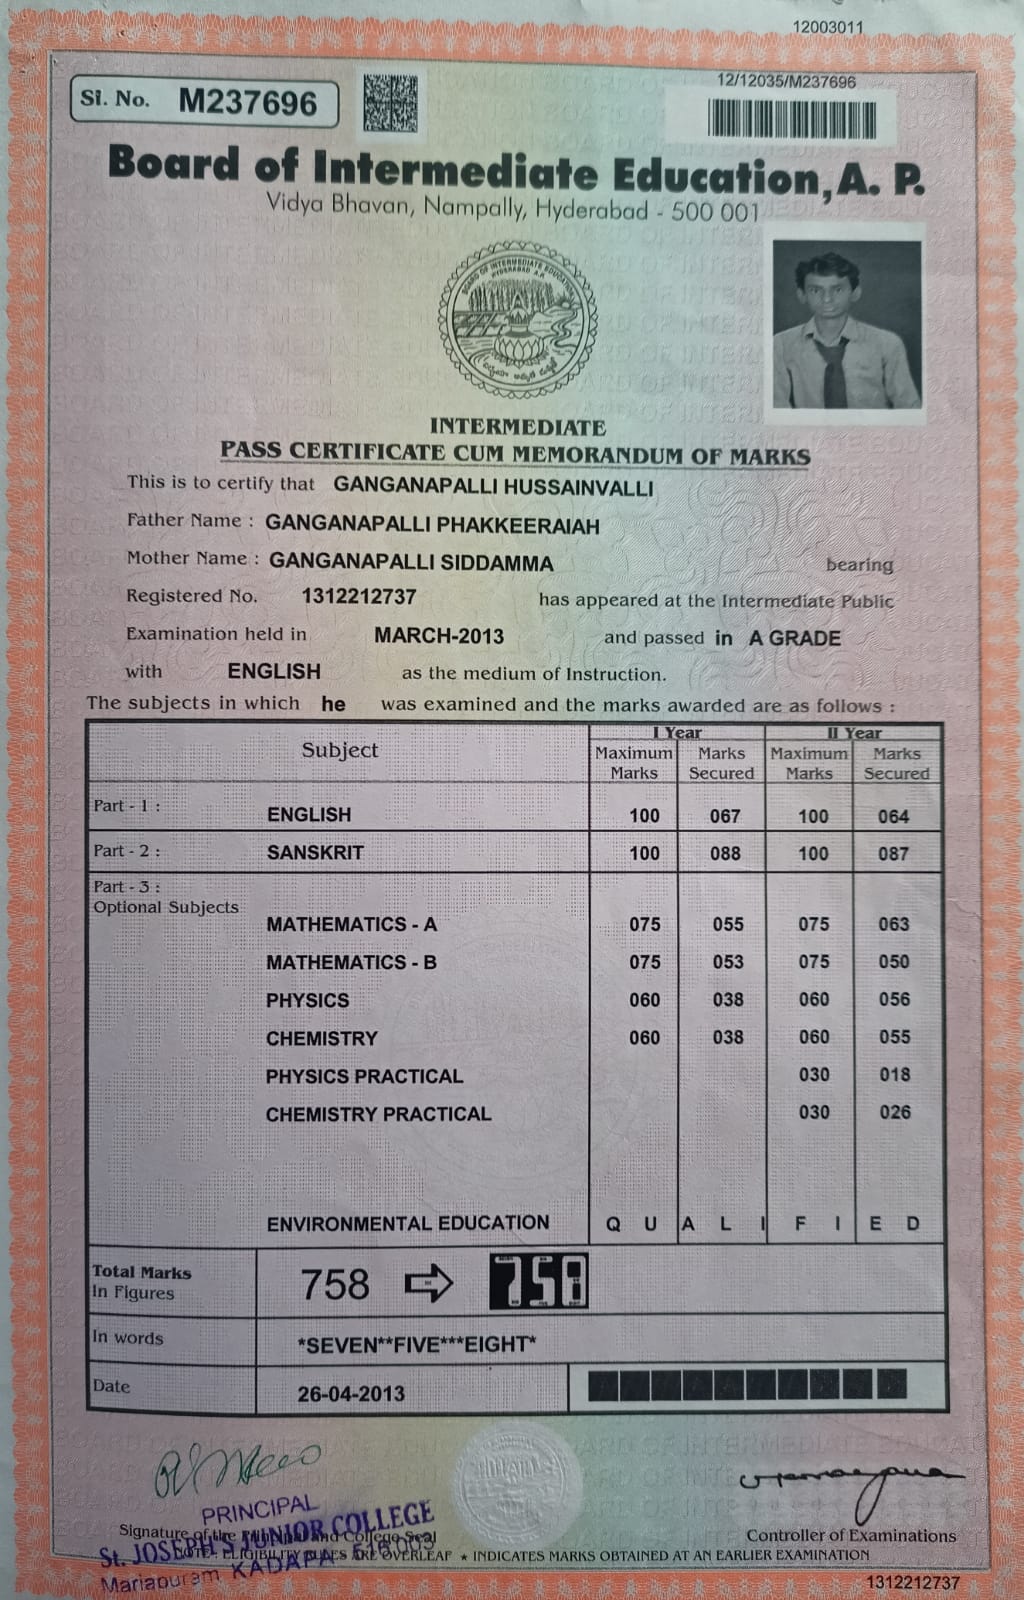 12003011
Sl. No. M237696
12/12035/M237696
Board of Intermediate Education, A. P.
Vidya Bhavan, Nampally, Hyderabad - 500 001
BOARD OF INTERMEDIATE EDUCATION
HYDERABAD A.P.
INTERMEDIATE
PASS CERTIFICATE CUM MEMORANDUM OF MARKS
This is to certify that GANGANAPALLI HUSSAINVALLI
Father Name : GANGANAPALLI PHAKKEERAIAH
Mother Name : GANGANAPALLI SIDDAMMA bearing
Registered No. 1312212737 has appeared at the Intermediate Public
Examination held in MARCH-2013 and passed in A GRADE
with ENGLISH as the medium of Instruction.
The subjects in which he was examined and the marks awarded are as follows :
Subject I Year II Year
Maximum Marks Maximum Marks
Marks Secured Marks Secured
Part - 1 : ENGLISH 100 067 100 064
Part - 2 : SANSKRIT 100 088 100 087
Part - 3 :
Optional Subjects
MATHEMATICS - A 075 055 075 063
MATHEMATICS - B 075 053 075 050
PHYSICS 060 038 060 056
CHEMISTRY 060 038 060 055
PHYSICS PRACTICAL 030 018
CHEMISTRY PRACTICAL 030 026
ENVIRONMENTAL EDUCATION Q U A L I F I E D
Total Marks
In Figures 758 758
In words *SEVEN**FIVE***EIGHT*
Date 26-04-2013
PRINCIPAL
St. JOSEPH'S JUNIOR COLLEGE
Mariapuram KADAPA - 516 003
Signature of the Principal and College Seal
Controller of Examinations
NOTE: ELIGIBILITY RULES ARE OVERLEAF * INDICATES MARKS OBTAINED AT AN EARLIER EXAMINATION
1312212737